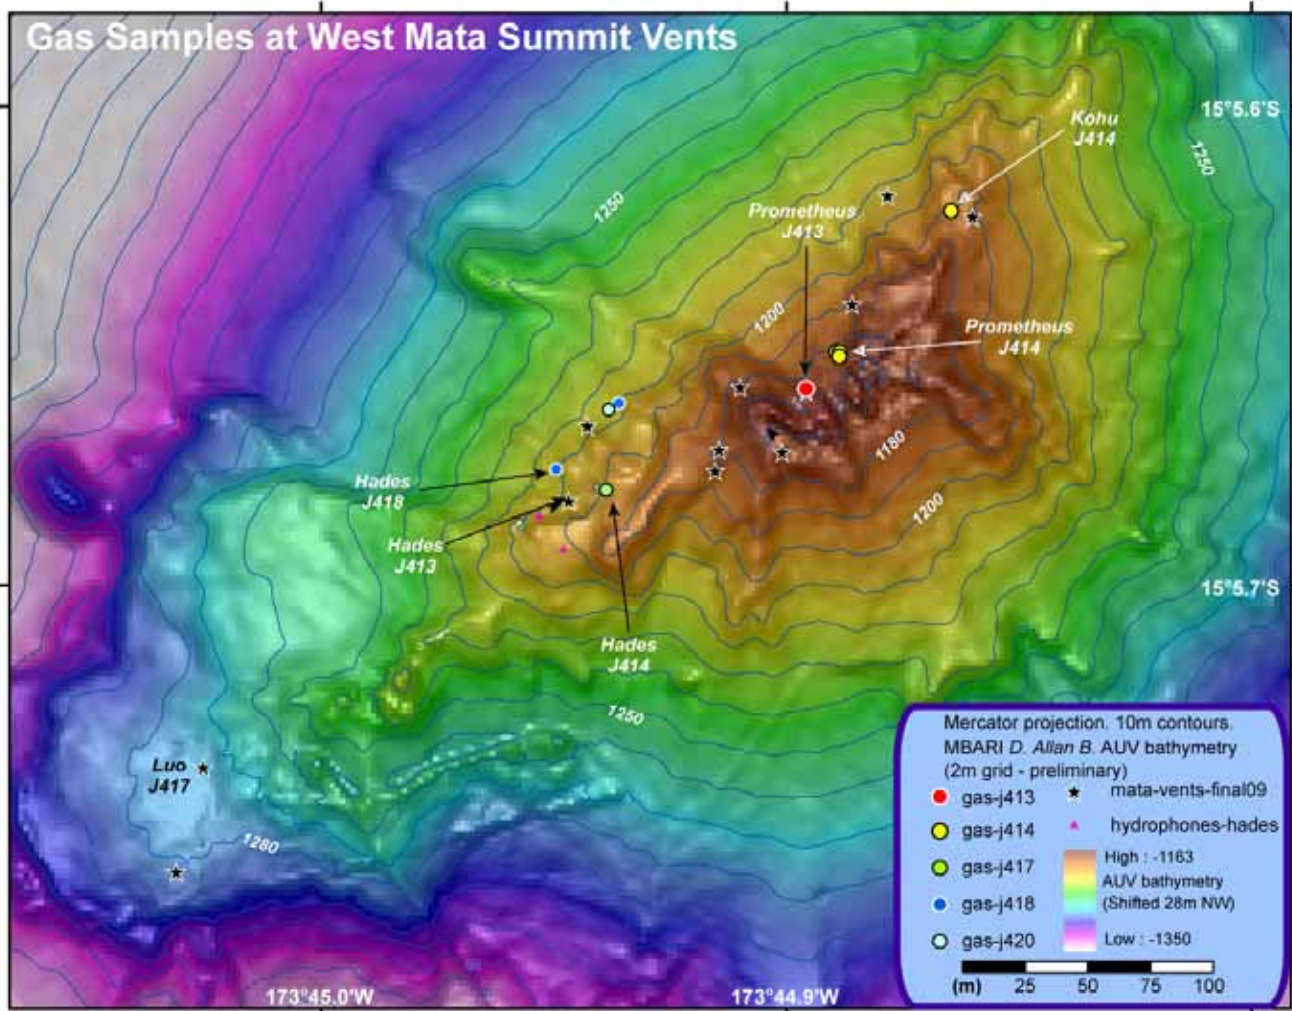 Gas Samples at West Mata Summit Vents
15°5.6'S
Kohu
J414
1250
1250
Prometheus
J413
1200
Prometheus
J414
1180
Hades
J418
1200
Hades
J413
15°5.7'S
Hades
J414
1250
Luo
J417
1280
173°45.0'W
173°44.9'W
Mercator projection. 10m contours.
MBARI D. Allan B. AUV bathymetry
(2m grid - preliminary)
gas-j413
mata-vents-final09
gas-j414
hydrophones-hades
gas-j417
High : -1163
AUV bathymetry
gas-j418
(Shifted 28m NW)
gas-j420
Low : -1350
(m) 25 50 75 100